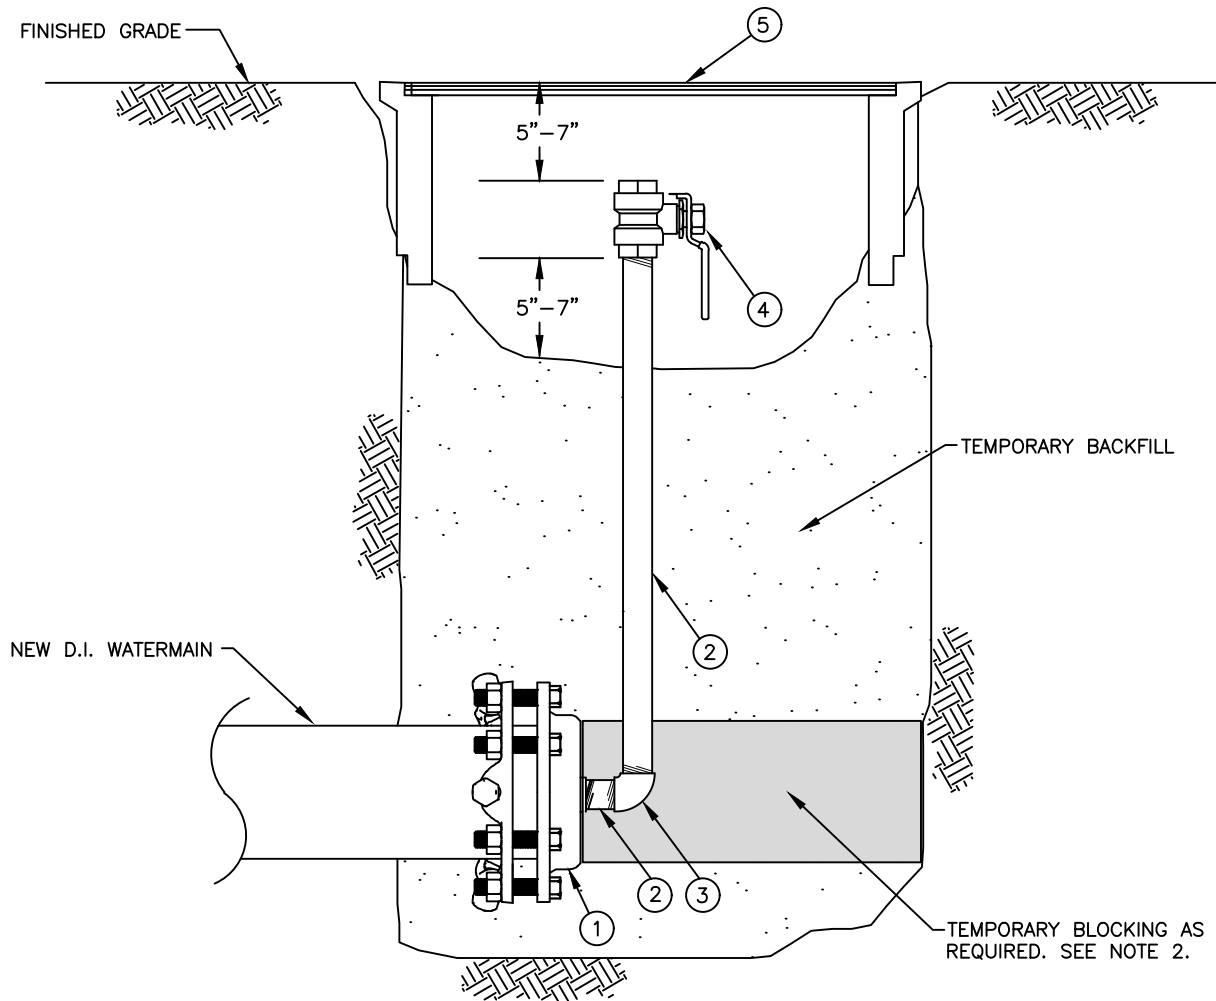 FINISHED GRADE
5
5"-7"
5"-7"
4
TEMPORARY BACKFILL
NEW D.I. WATERMAIN
2
2
3
1
TEMPORARY BLOCKING AS
REQUIRED. SEE NOTE 2.